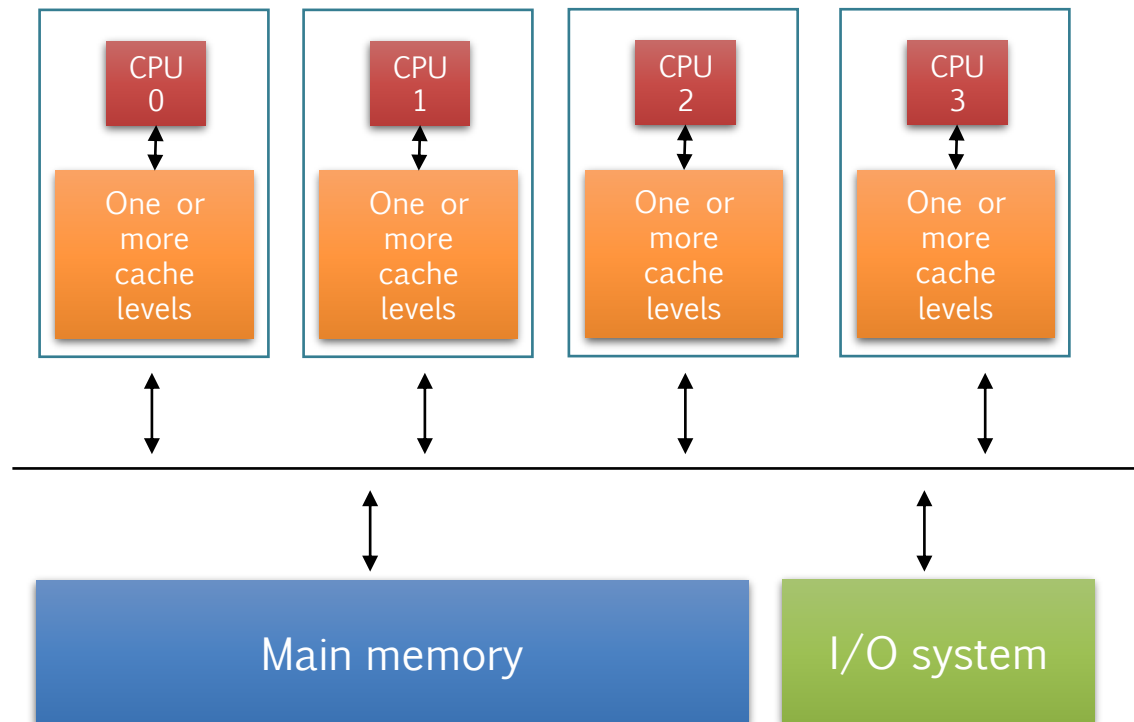 CPU
0
CPU
1
CPU
2
CPU
3
One or
more
cache
levels
One or
more
cache
levels
One or
more
cache
levels
One or
more
cache
levels
Main memory
I/O system